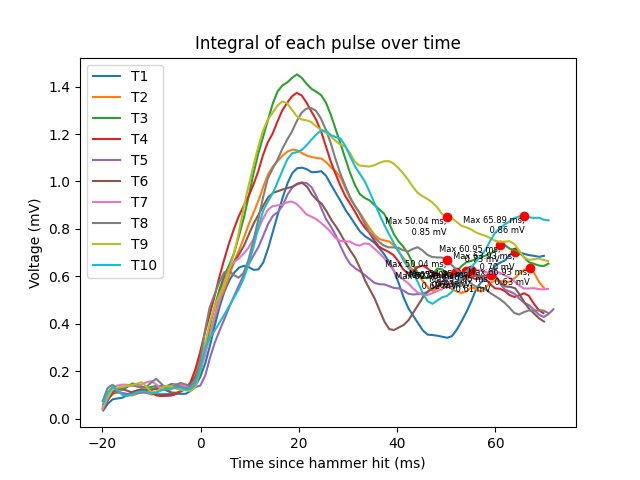 Integral of each pulse over time
T1
T2
T3
T4
T5
T6
T7
T8
T9
T10
Max 50.04 ms,
0.85 mV
Max 65.89 ms,
0.86 mV
Max 60.95 ms,
Max 50.04 ms,
0.63 mV
0.61 mV
Voltage (mV)
0.0
0.2
0.4
0.6
0.8
1.0
1.2
1.4
−20
0
20
40
60
Time since hammer hit (ms)